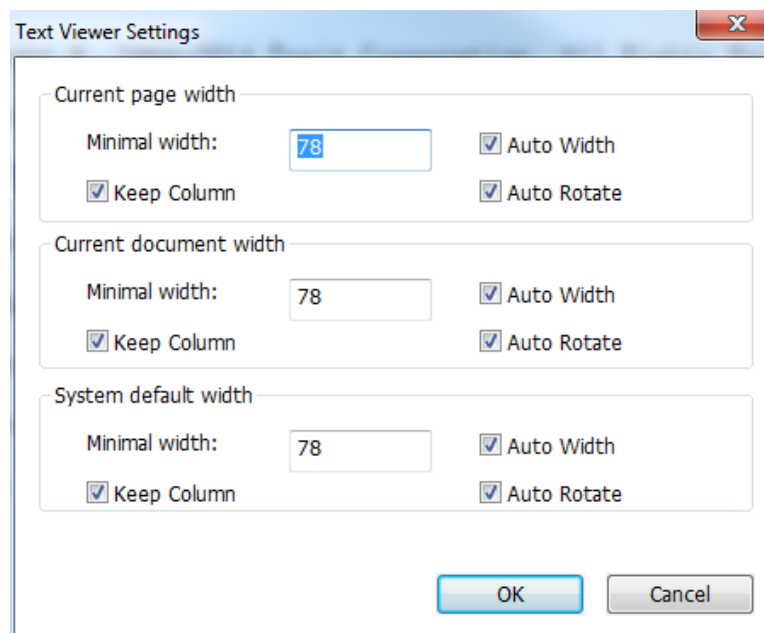 Text Viewer Settings
Current page width
Minimal width: 78 Auto Width
Keep Column Auto Rotate
Current document width
Minimal width: 78 Auto Width
Keep Column Auto Rotate
System default width
Minimal width: 78 Auto Width
Keep Column Auto Rotate
OK Cancel